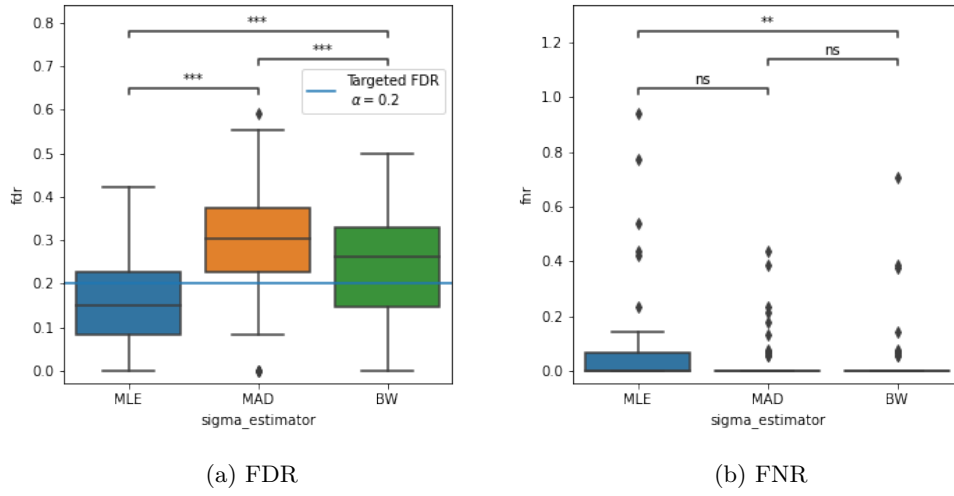 0.8
0.7
0.6
0.5
0.4
0.3
0.2
0.1
0.0
fdr
***
***
***
Targeted FDR
α = 0.2
MLE MAD BW
sigma_estimator
(a) FDR
1.2
1.0
0.8
0.6
0.4
0.2
0.0
fnr
**
ns
ns
MLE MAD BW
sigma_estimator
(b) FNR